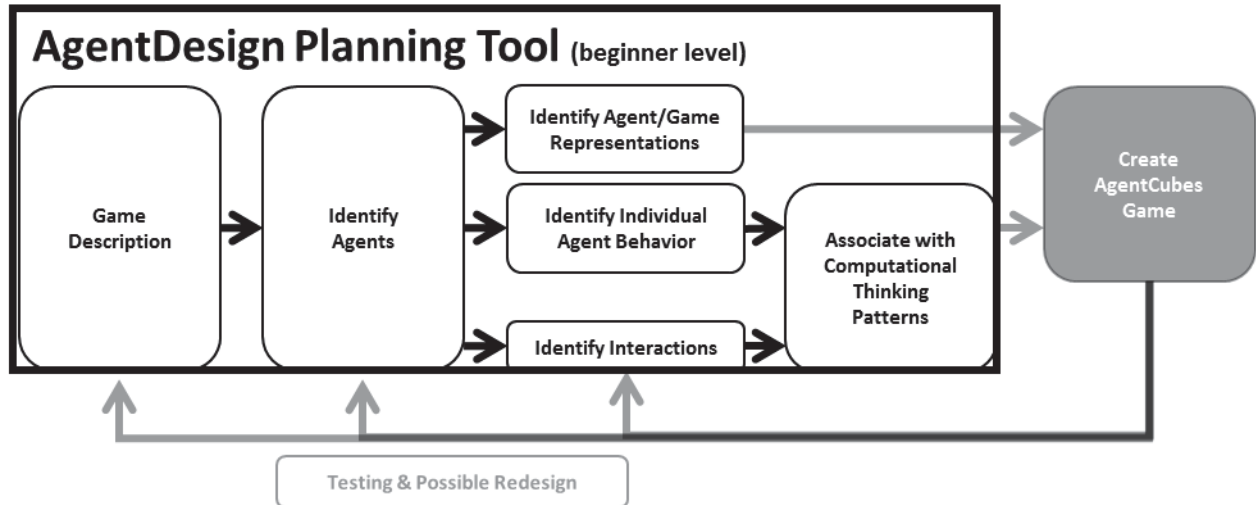 AgentDesign Planning Tool (beginner level)
Game
Description
Identify
Agents
Identify Agent/Game
Representations
Identify Individual
Agent Behavior
Identify Interactions
Associate with
Computational
Thinking
Patterns
Create
AgentCubes
Game
Testing & Possible Redesign